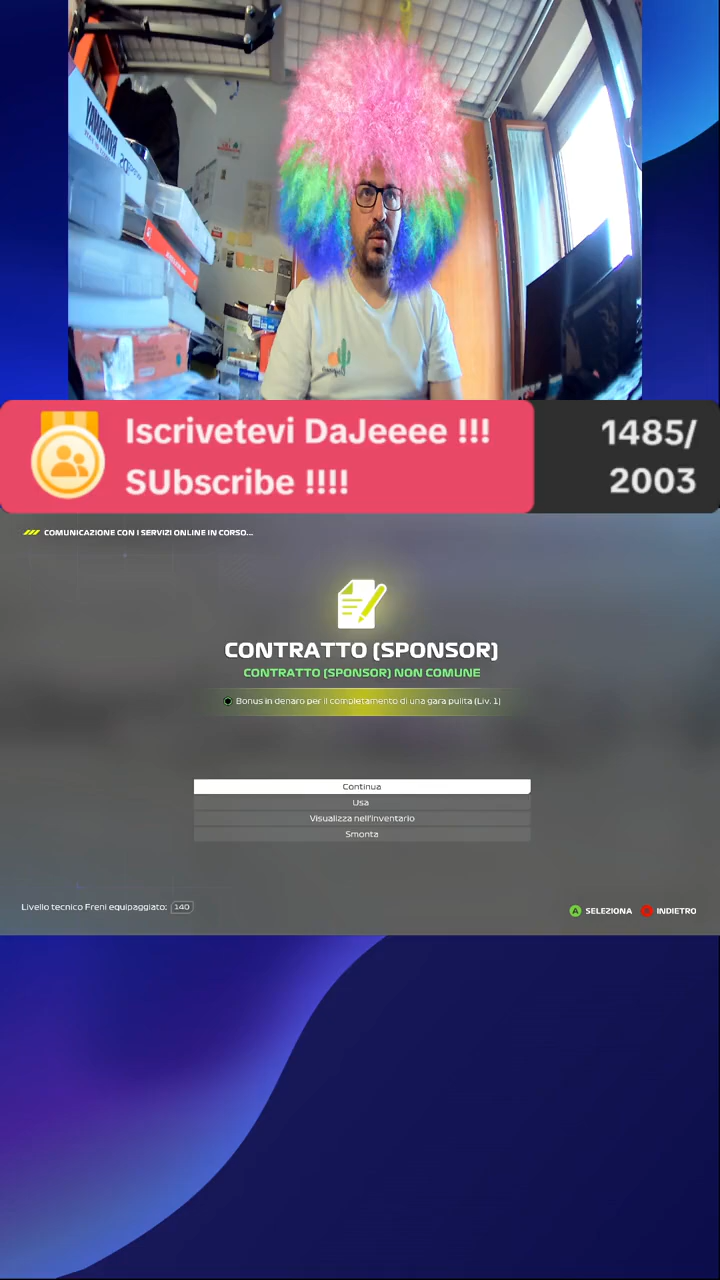 YAMAHA
Iscrivetevi DaJeeee !!!
SUbscribe !!!!
1485/
2003
COMUNICAZIONE CON I SERVIZI ONLINE IN CORSO...
CONTRATTO (SPONSOR)
CONTRATTO (SPONSOR) NON COMUNE
Bonus in denaro per il completamento di una gara pulita (Liv. 1)
Continua
Usa
Visualizza nell'inventario
Smonta
Livello tecnico Freni equipaggiato: 140
A SELEZIONA
INDIETRO